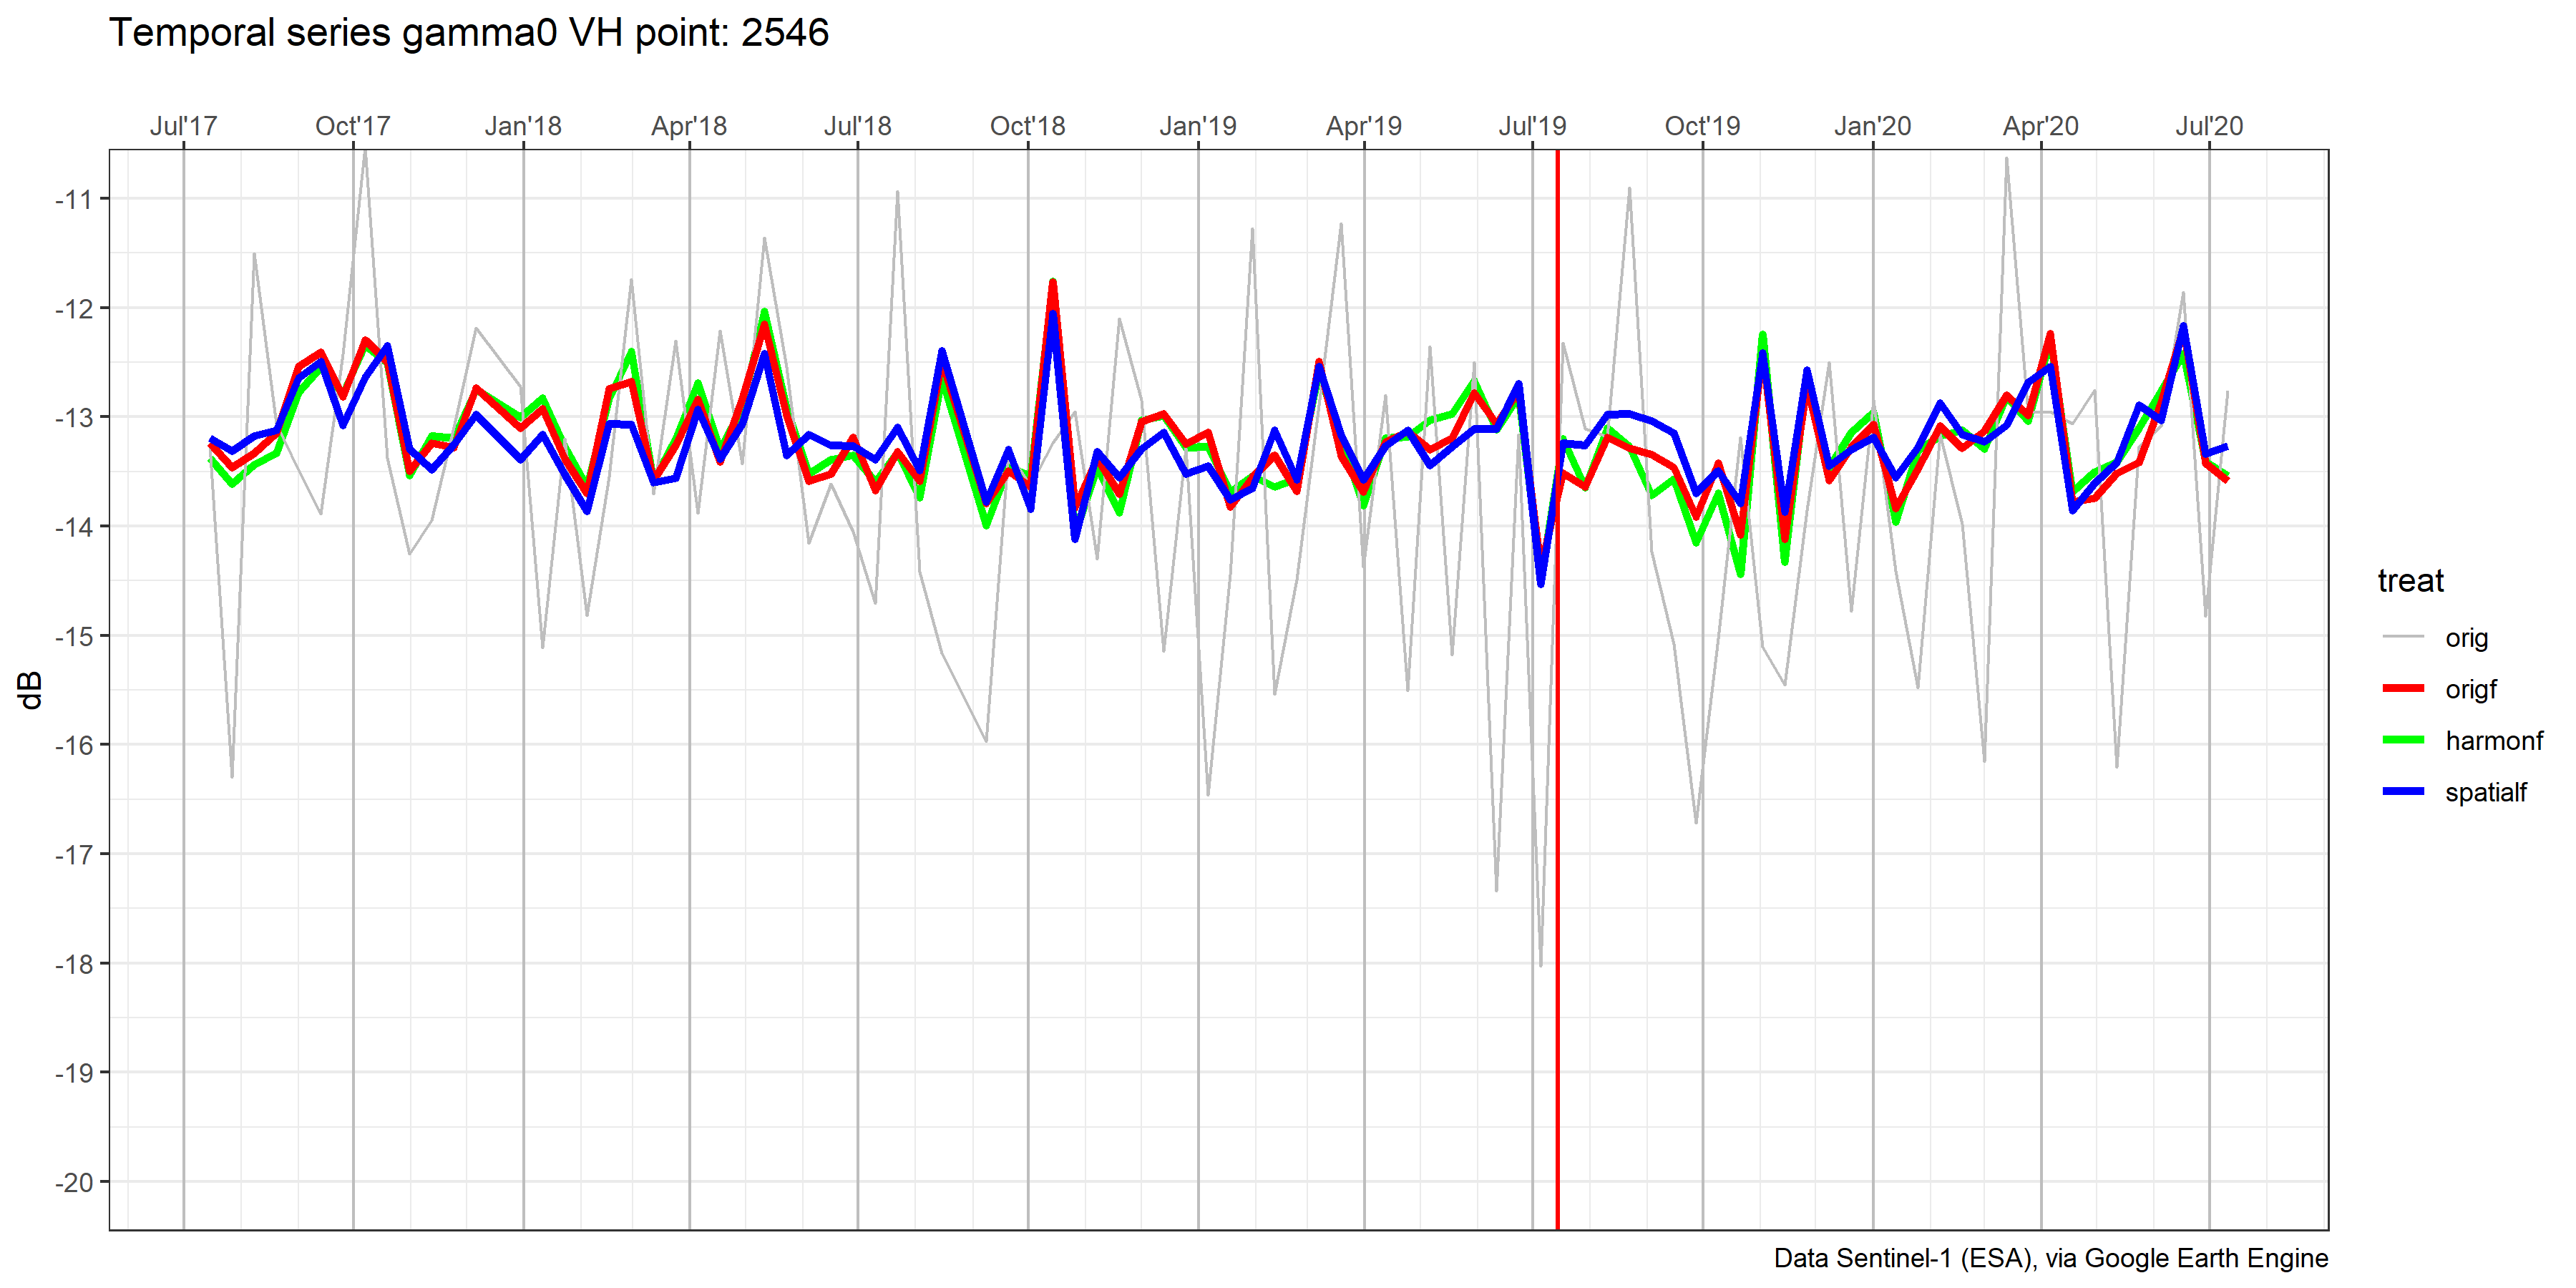 Temporal series gamma0 VH point: 2546
Jul'17 Oct'17 Jan'18 Apr'18 Jul'18 Oct'18 Jan'19 Apr'19 Jul'19 Oct'19 Jan'20 Apr'20 Jul'20
-11
-12
-13
-14
-15
-16
-17
-18
-19
-20
dB
treat
orig
origf
harmonf
spatialf
Data Sentinel-1 (ESA), via Google Earth Engine